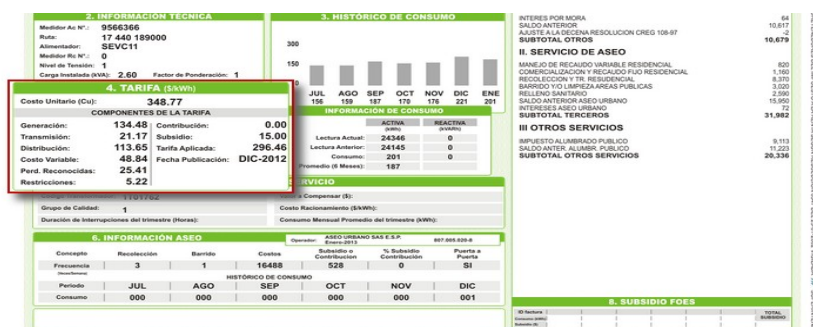 2. INFORMACIÓN TÉCNICA
Medidor Ac N°.: 9566366
Ruta: 17 440 189000
Alimentador: SEVC11
Medidor Rc N°.: 0
Nivel de Tensión: 1
Carga Instalada (kVA): 2.60 Factor de Ponderación: 1
4. TARIFA ($/kWh)
Costo Unitario (Cu): 348.77
COMPONENTES DE LA TARIFA
Generación: 134.48 Contribución: 0.00
Transmisión: 21.17 Subsidio: 15.00
Distribución: 113.65 Tarifa Aplicada: 296.46
Costo Variable: 48.84 Fecha Publicación: DIC-2012
Perd. Reconocidas: 25.41
Restricciones: 5.22
Grupo de Calidad: 1
Duración de Interrupciones del trimestre (Horas):
3. HISTÓRICO DE CONSUMO
300
150
JUL AGO SEP OCT NOV DIC ENE
156 159 187 170 176 221 201
INFORMACIÓN DE CONSUMO
ACTIVA REACTIVA
(kWh) (kVARh)
Lectura Actual: 24346 0
Lectura Anterior: 24145 0
Consumo: 201 0
Promedio (6 Meses): 187
SERVICIO
a Compensar ($):
Costo Racionamiento ($/kWh):
Consumo Mensual Promedio del trimestre (kWh):
6. INFORMACIÓN ASEO
Operador: ASEO URBANO SAS E.S.P. 807.005.020-8
Enero-2013
Concepto Recolección Barrido Costos Subsidio o Contribucion % Subsidio Contribución Puerta a Puerta
Frecuencia 3 1 16488 528 0 SI
(Veces/Semana)
HISTÓRICO DE CONSUMO
Periodo JUL AGO SEP OCT NOV DIC
Consumo 000 000 000 000 000 001
INTERES POR MORA 64
SALDO ANTERIOR 10,617
AJUSTE A LA DECENA RESOLUCION CREG 108-97 -2
SUBTOTAL OTROS 10,679
II. SERVICIO DE ASEO
MANEJO DE RECAUDO VARIABLE RESIDENCIAL 820
COMERCIALIZACION Y RECAUDO FIJO RESIDENCIAL 1,160
RECOLECCION Y TR. RESIDENCIAL 8,370
BARRIDO Y/O LIMPIEZA AREAS PUBLICAS 3,020
RELLENO SANITARIO 2,590
SALDO ANTERIOR ASEO URBANO 15,950
INTERESES ASEO URBANO 72
SUBTOTAL TERCEROS 31,982
III OTROS SERVICIOS
IMPUESTO ALUMBRADO PUBLICO 9,113
SALDO ANTER. ALUMBR. PUBLICO 11,223
SUBTOTAL OTROS SERVICIOS 20,336
8. SUBSIDIO FOES
ID factura
Consumo (kWh)
Subsidio ($)
TOTAL SUBSIDIO